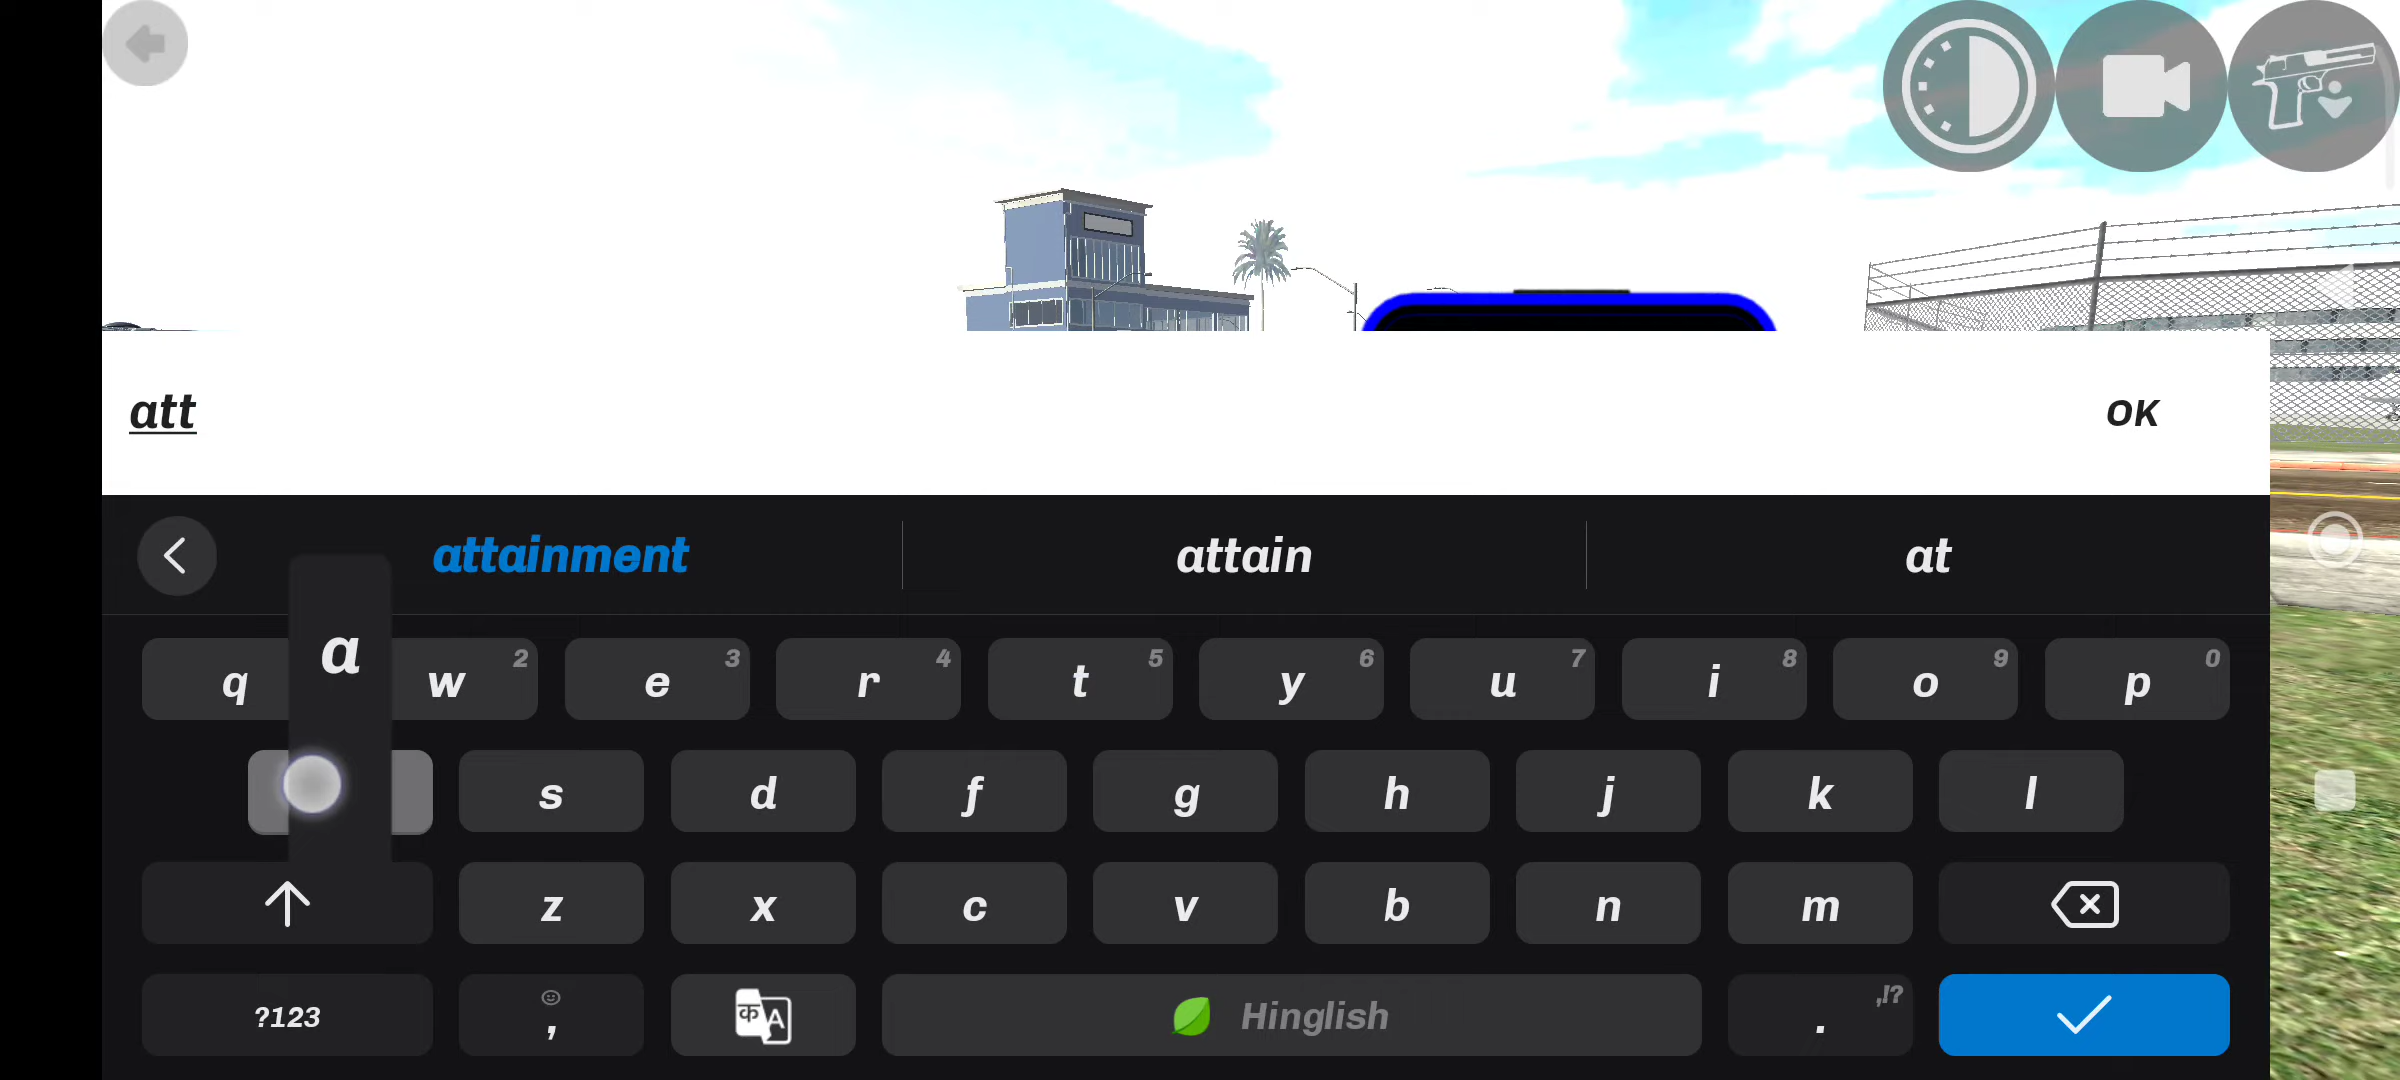 att
OK
attainment attain at
a
q w 2 e 3 r 4 t 5 y 6 u 7 i 8 o 9 p 0
s d f g h j k l
z x c v b n m
?123 , क A Hinglish . ,!?